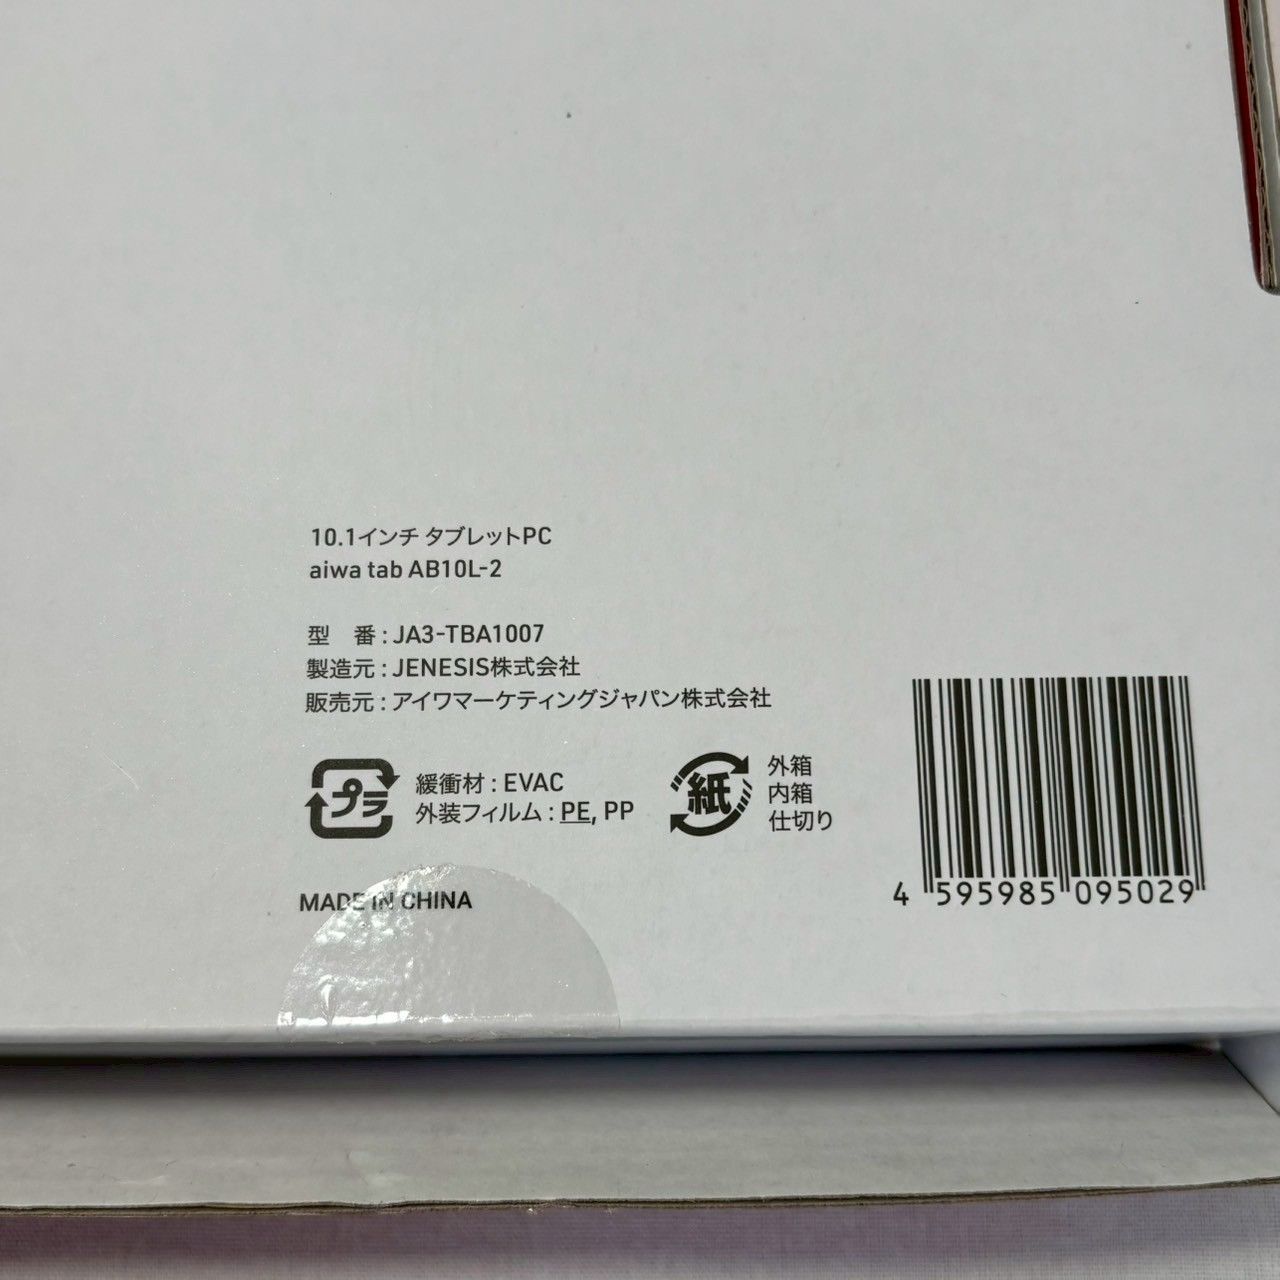 10.1インチ タブレットPC
aiwa tab AB10L-2
型　番 : JA3-TBA1007
製造元 : JENESIS株式会社
販売元 : アイワマーケティングジャパン株式会社
プラ
緩衝材 : EVAC
外装フィルム : PE, PP
紙
外箱
内箱
仕切り
MADE IN CHINA
4 595985 095029